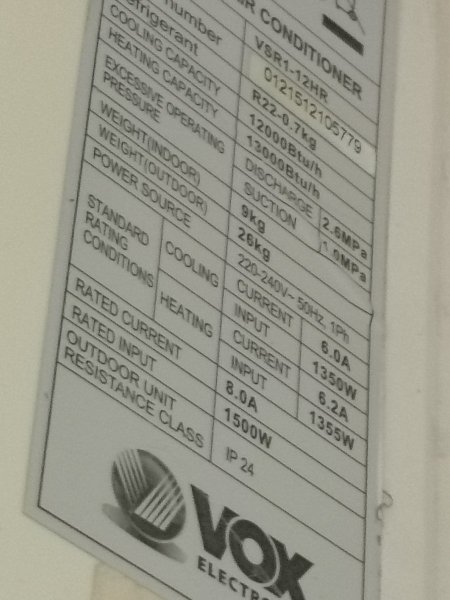 IR CONDITIONER
VSR1-12HR
number 0121512105779
Refrigerant R22-0.7kg
COOLING CAPACITY 12000Btu/h
HEATING CAPACITY 13000Btu/h
EXCESSIVE OPERATING PRESSURE DISCHARGE 2.6MPa
SUCTION 1.0MPa
WEIGHT(INDOOR) 9kg
WEIGHT(OUTDOOR) 26kg
POWER SOURCE 220-240V~ 50Hz, 1Ph
STANDARD RATING CONDITIONS COOLING CURRENT 6.0A
INPUT 1350W
HEATING CURRENT 6.2A
INPUT 1355W
RATED CURRENT 8.0A
RATED INPUT 1500W
OUTDOOR UNIT RESISTANCE CLASS IP 24
VOX
ELECTRO